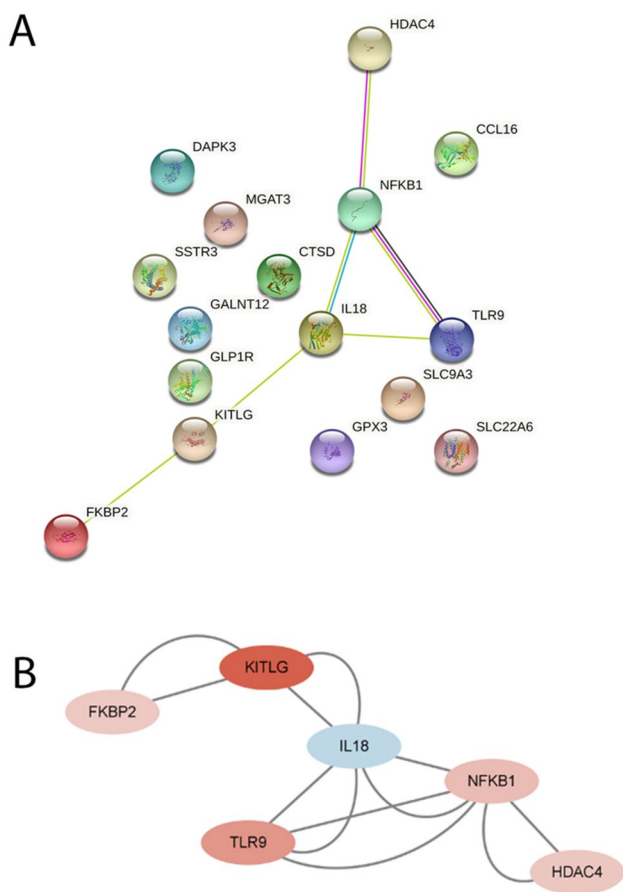 A
HDAC4
CCL16
DAPK3
NFKB1
MGAT3
SSTR3
CTSD
GALNT12
IL18
TLR9
GLP1R
SLC9A3
KITLG
GPX3
SLC22A6
FKBP2
B
KITLG
FKBP2
IL18
NFKB1
TLR9
HDAC4